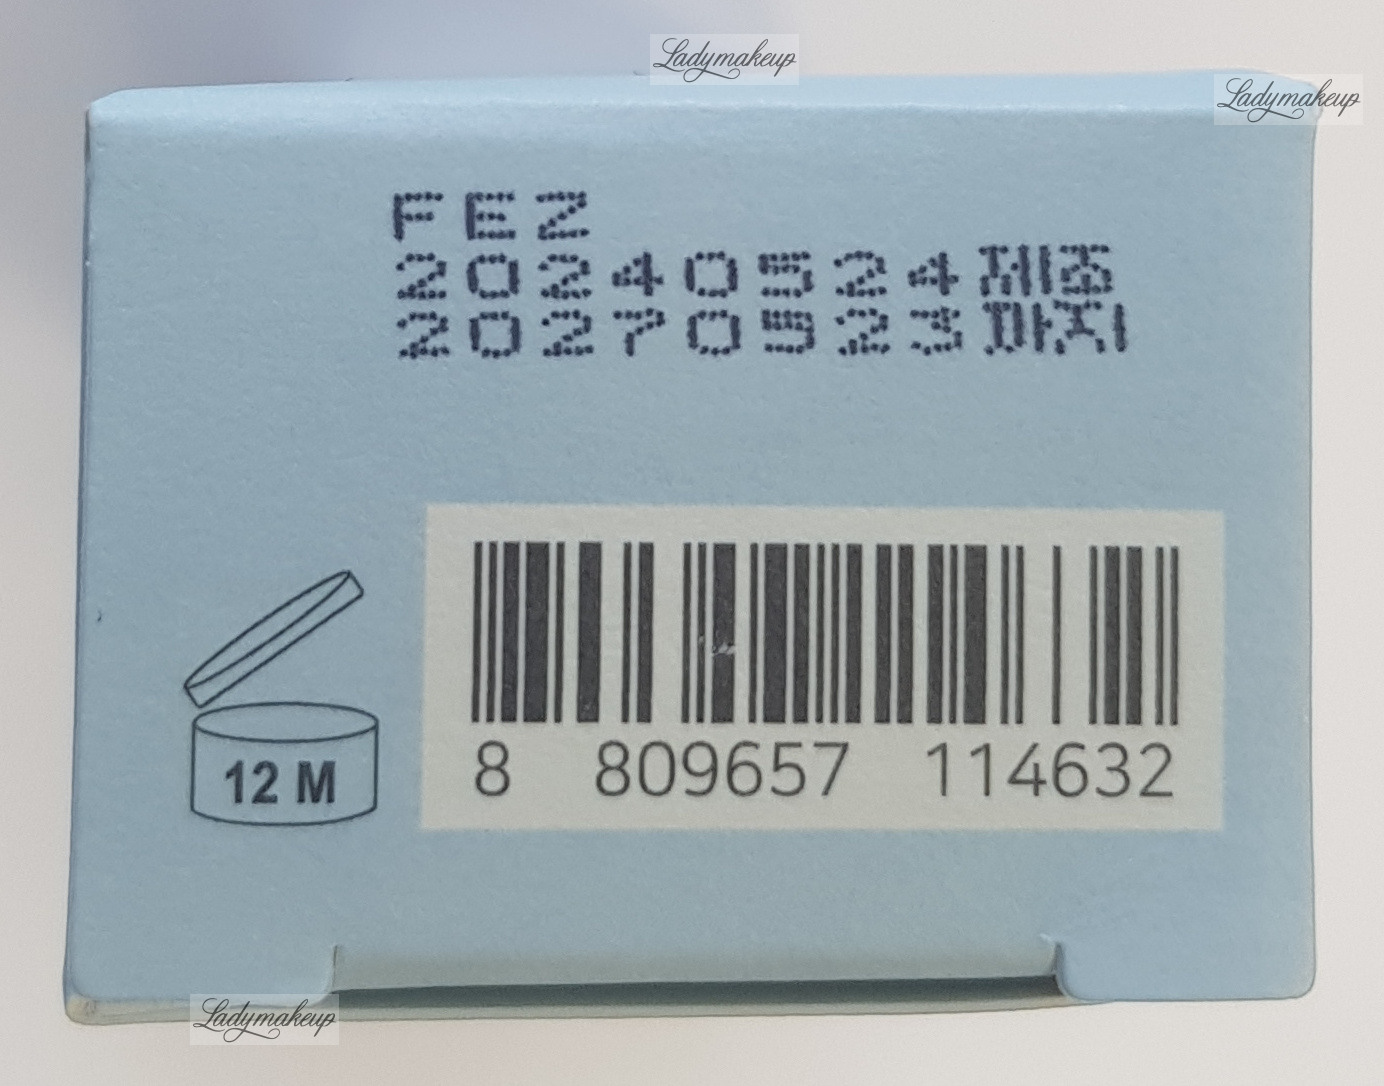 Ladymakeup
Ladymakeup
FEZ
20240524제조
20270523까지
12 M
8 809657 114632
Ladymakeup